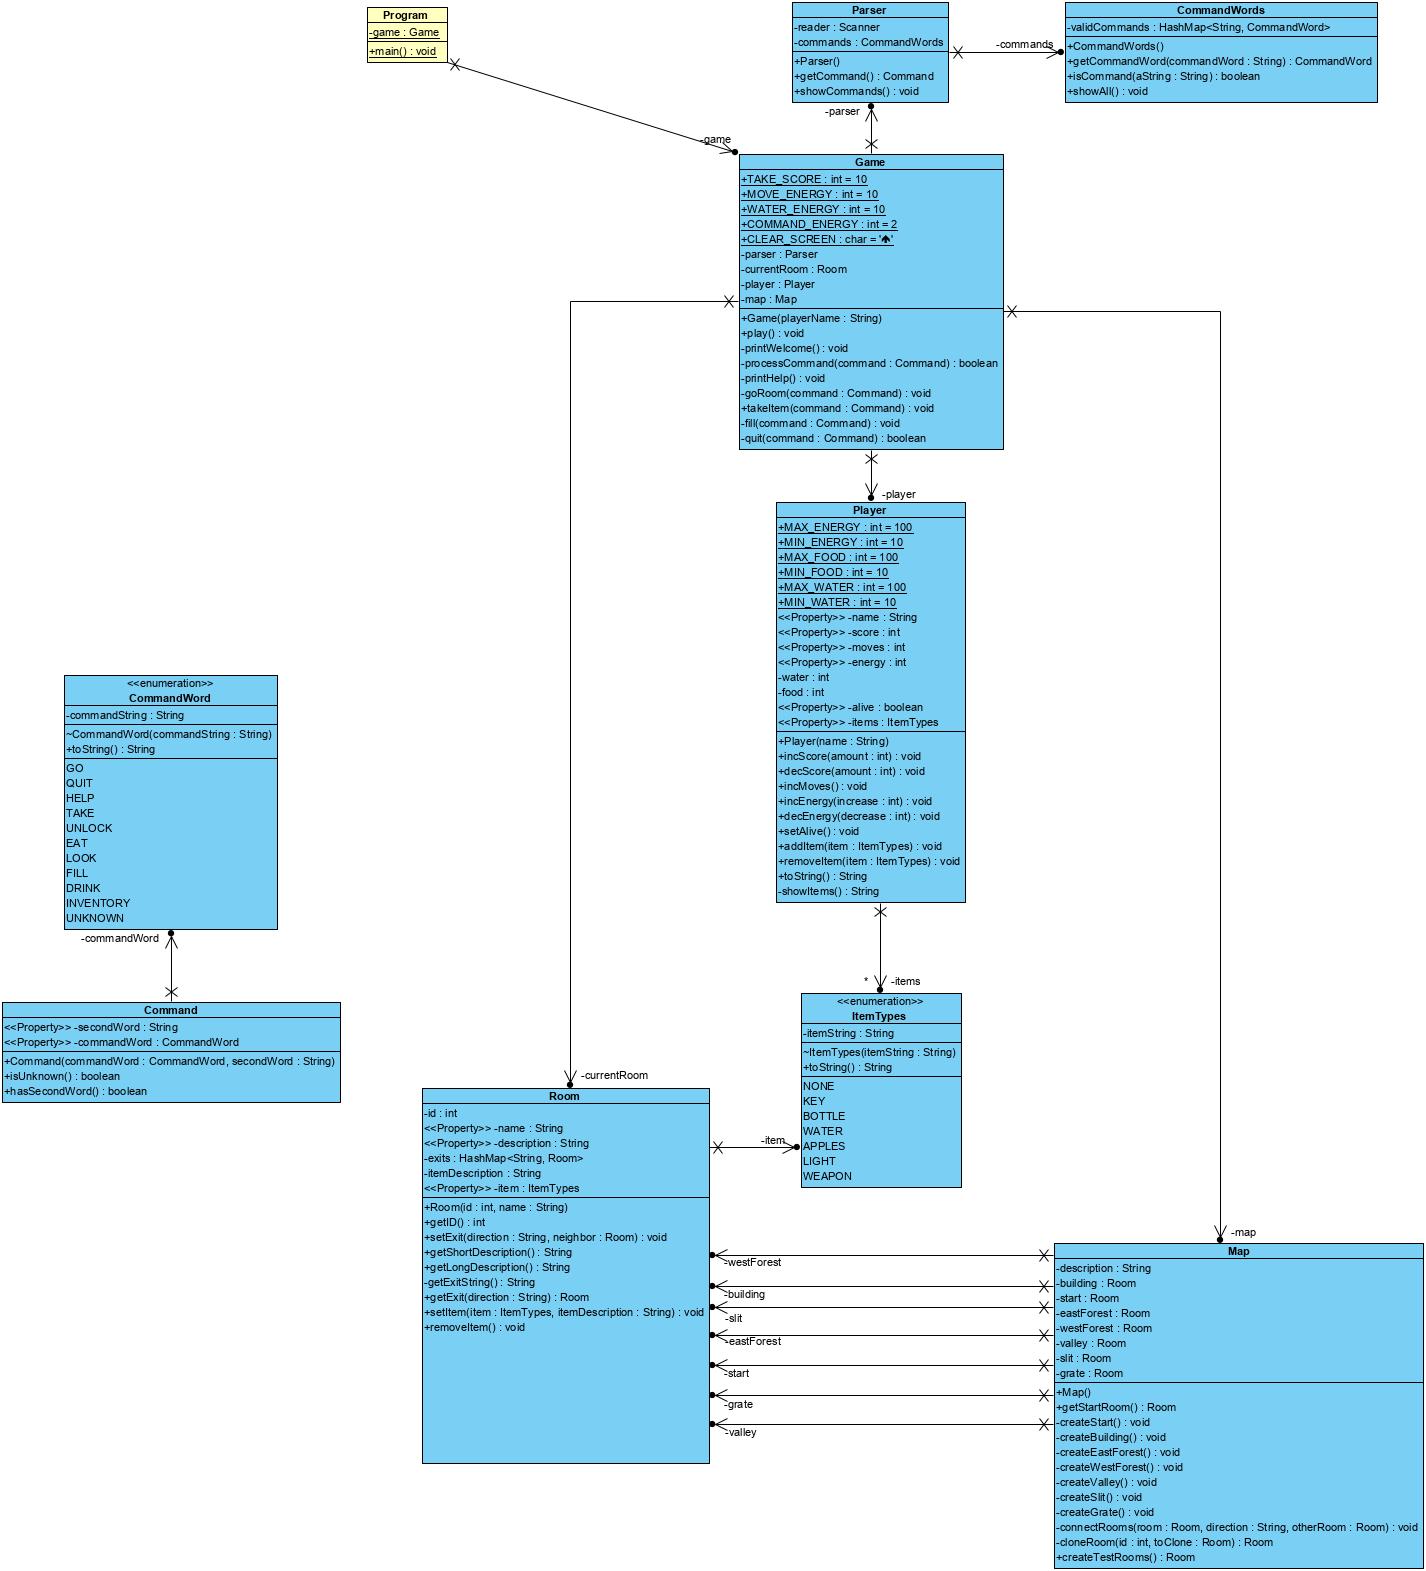 Program
-game : Game
+main() : void
-game
Parser
-reader : Scanner
-commands : CommandWords
+Parser()
+getCommand() : Command
+showCommands() : void
-commands
CommandWords
-validCommands : HashMap<String, CommandWord>
+CommandWords()
+getCommandWord(commandWord : String) : CommandWord
+isCommand(aString : String) : boolean
+showAll() : void
-parser
Game
+TAKE_SCORE : int = 10
+MOVE_ENERGY : int = 10
+WATER_ENERGY : int = 10
+COMMAND_ENERGY : int = 2
+CLEAR_SCREEN : char = '🡅'
-parser : Parser
-currentRoom : Room
-player : Player
-map : Map
+Game(playerName : String)
+play() : void
-printWelcome() : void
-processCommand(command : Command) : boolean
-printHelp() : void
-goRoom(command : Command) : void
+takeItem(command : Command) : void
-fill(command : Command) : void
-quit(command : Command) : boolean
-player
Player
+MAX_ENERGY : int = 100
+MIN_ENERGY : int = 10
+MAX_FOOD : int = 100
+MIN_FOOD : int = 10
+MAX_WATER : int = 100
+MIN_WATER : int = 10
<<Property>> -name : String
<<Property>> -score : int
<<Property>> -moves : int
<<Property>> -energy : int
-water : int
-food : int
<<Property>> -alive : boolean
<<Property>> -items : ItemTypes
+Player(name : String)
+incScore(amount : int) : void
+decScore(amount : int) : void
+incMoves() : void
+incEnergy(increase : int) : void
+decEnergy(decrease : int) : void
+setAlive() : void
+addItem(item : ItemTypes) : void
+removeItem(item : ItemTypes) : void
+toString() : String
-showItems() : String
<<enumeration>>
CommandWord
-commandString : String
~CommandWord(commandString : String)
+toString() : String
GO
QUIT
HELP
TAKE
UNLOCK
EAT
LOOK
FILL
DRINK
INVENTORY
UNKNOWN
-commandWord
Command
<<Property>> -secondWord : String
<<Property>> -commandWord : CommandWord
+Command(commandWord : CommandWord, secondWord : String)
+isUnknown() : boolean
+hasSecondWord() : boolean
* -items
<<enumeration>>
ItemTypes
-itemString : String
~ItemTypes(itemString : String)
+toString() : String
NONE
KEY
BOTTLE
WATER
APPLES
LIGHT
WEAPON
-currentRoom
Room
-id : int
<<Property>> -name : String
<<Property>> -description : String
-exits : HashMap<String, Room>
-itemDescription : String
<<Property>> -item : ItemTypes
+Room(id : int, name : String)
+getID() : int
+setExit(direction : String, neighbor : Room) : void
+getShortDescription() : String
+getLongDescription() : String
-getExitString() : String
+getExit(direction : String) : Room
+setItem(item : ItemTypes, itemDescription : String) : void
+removeItem() : void
-item
-westForest
-building
-slit
-eastForest
-start
-grate
-valley
-map
Map
-description : String
-building : Room
-start : Room
-eastForest : Room
-westForest : Room
-valley : Room
-slit : Room
-grate : Room
+Map()
+getStartRoom() : Room
-createStart() : void
-createBuilding() : void
-createEastForest() : void
-createWestForest() : void
-createValley() : void
-createSlit() : void
-createGrate() : void
-connectRooms(room : Room, direction : String, otherRoom : Room) : void
-cloneRoom(id : int, toClone : Room) : Room
+createTestRooms() : Room